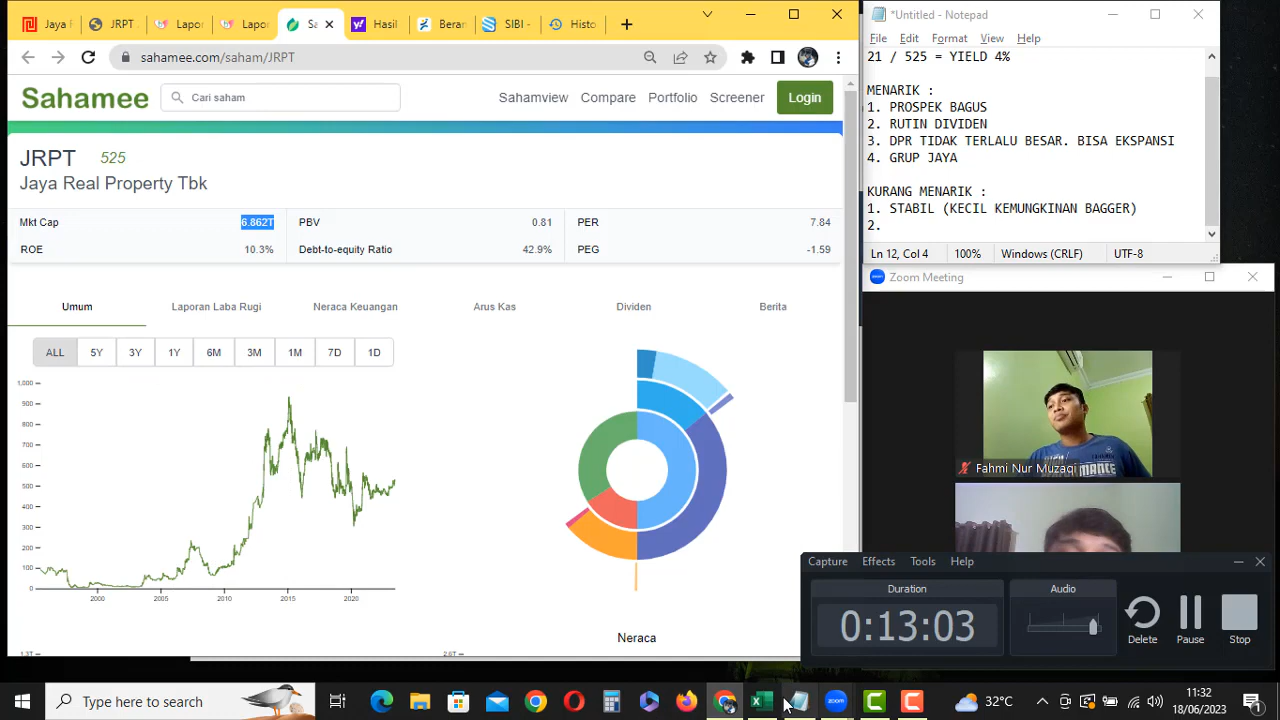 Jaya F
JRPT
Lapor
Lapor
Sa
Hasil
Beran
SIBI -
Histo
sahamee.com/saham/JRPT
Sahamee
Cari saham
Sahamview
Compare
Portfolio
Screener
Login
JRPT 525
Jaya Real Property Tbk
Mkt Cap 6.862T
PBV 0.81
PER 7.84
ROE 10.3%
Debt-to-equity Ratio 42.9%
PEG -1.59
Umum
Laporan Laba Rugi
Neraca Keuangan
Arus Kas
Dividen
Berita
ALL 5Y 3Y 1Y 6M 3M 1M 7D 1D
1,000
900
800
700
600
500
400
300
200
100
0
2000 2005 2010 2015 2020
Neraca
1.3T
2.0T
*Untitled - Notepad
File Edit Format View Help
21 / 525 = YIELD 4%
MENARIK :
1. PROSPEK BAGUS
2. RUTIN DIVIDEN
3. DPR TIDAK TERLALU BESAR. BISA EKSPANSI
4. GRUP JAYA
KURANG MENARIK :
1. STABIL (KECIL KEMUNGKINAN BAGGER)
2.
Ln 12, Col 4 100% Windows (CRLF) UTF-8
Zoom Meeting
Fahmi Nur Muzaqi
Capture Effects Tools Help
Duration
0:13:03
Audio
Delete
Pause
Stop
Type here to search
zoom
32°C
11:32
18/06/2023
1